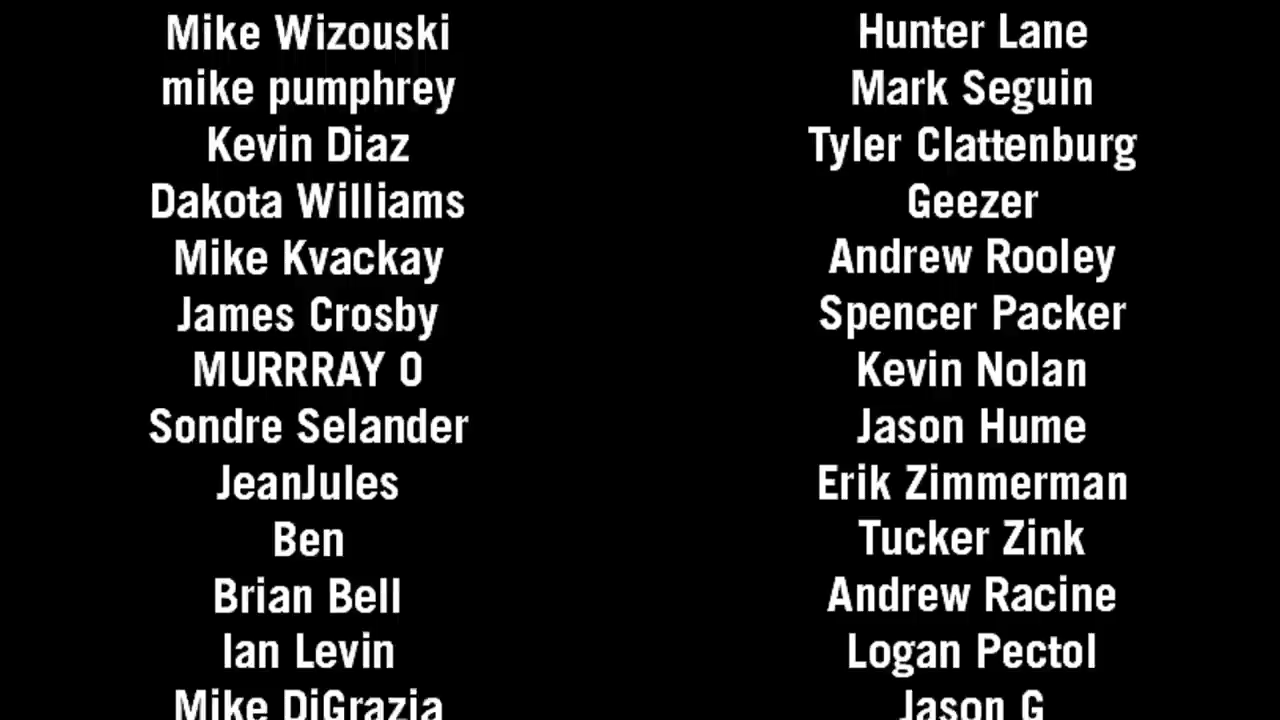 Mike Wizouski
mike pumphrey
Kevin Diaz
Dakota Williams
Mike Kvackay
James Crosby
MURRRAY O
Sondre Selander
JeanJules
Ben
Brian Bell
Ian Levin
Mike DiGrazia
Hunter Lane
Mark Seguin
Tyler Clattenburg
Geezer
Andrew Rooley
Spencer Packer
Kevin Nolan
Jason Hume
Erik Zimmerman
Tucker Zink
Andrew Racine
Logan Pectol
Jason G